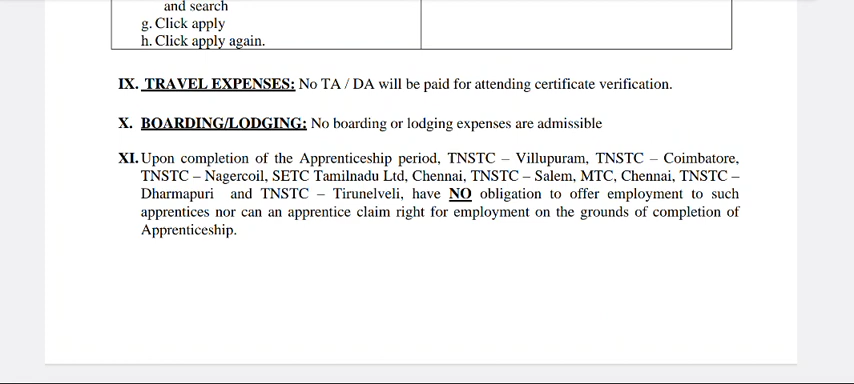 and search
g. Click apply
h. Click apply again.
IX. TRAVEL EXPENSES: No TA / DA will be paid for attending certificate verification.
X. BOARDING/LODGING: No boarding or lodging expenses are admissible
XI. Upon completion of the Apprenticeship period, TNSTC – Villupuram, TNSTC – Coimbatore,
TNSTC – Nagercoil, SETC Tamilnadu Ltd, Chennai, TNSTC – Salem, MTC, Chennai, TNSTC –
Dharmapuri and TNSTC – Tirunelveli, have NO obligation to offer employment to such
apprentices nor can an apprentice claim right for employment on the grounds of completion of
Apprenticeship.